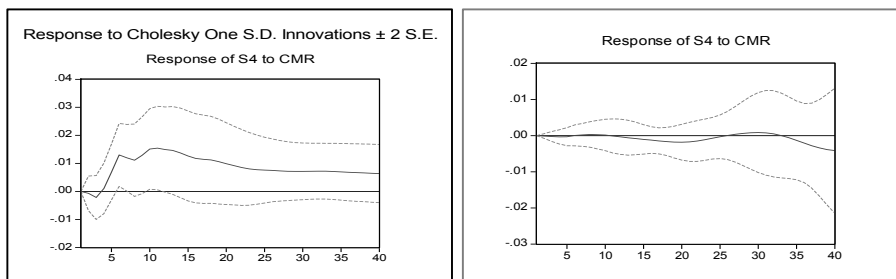 Response to Cholesky One S.D. Innovations ± 2 S.E.
Response of S4 to CMR
.04
.03
.02
.01
.00
-.01
-.02
5 10 15 20 25 30 35 40
Response of S4 to CMR
.02
.01
.00
-.01
-.02
-.03
5 10 15 20 25 30 35 40